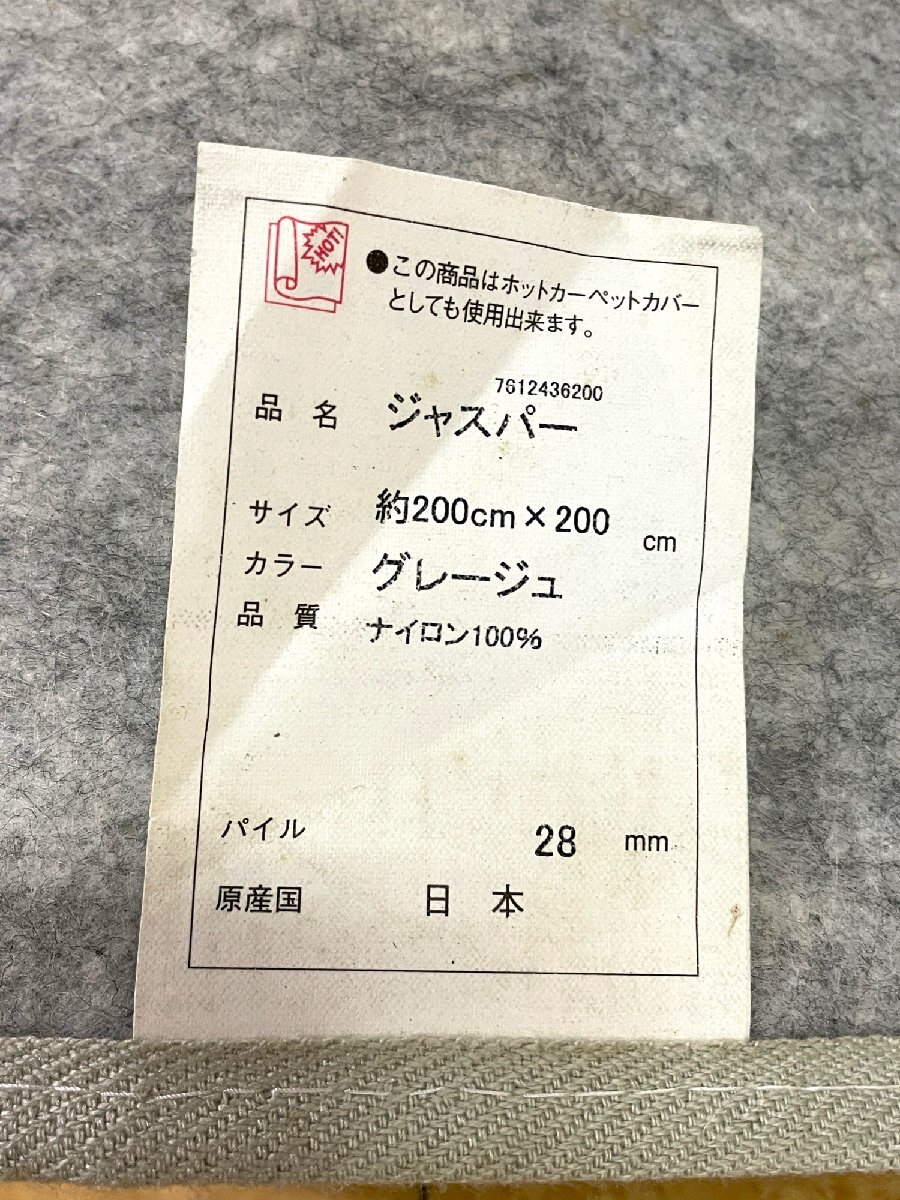 HOT!
●この商品はホットカーペットカバー
としても使用出来ます。
7612436200
品 名 ジャスパー
サイズ 約200cm×200 cm
カラー グレージュ
品 質 ナイロン100%
パイル 28 mm
原産国 日 本